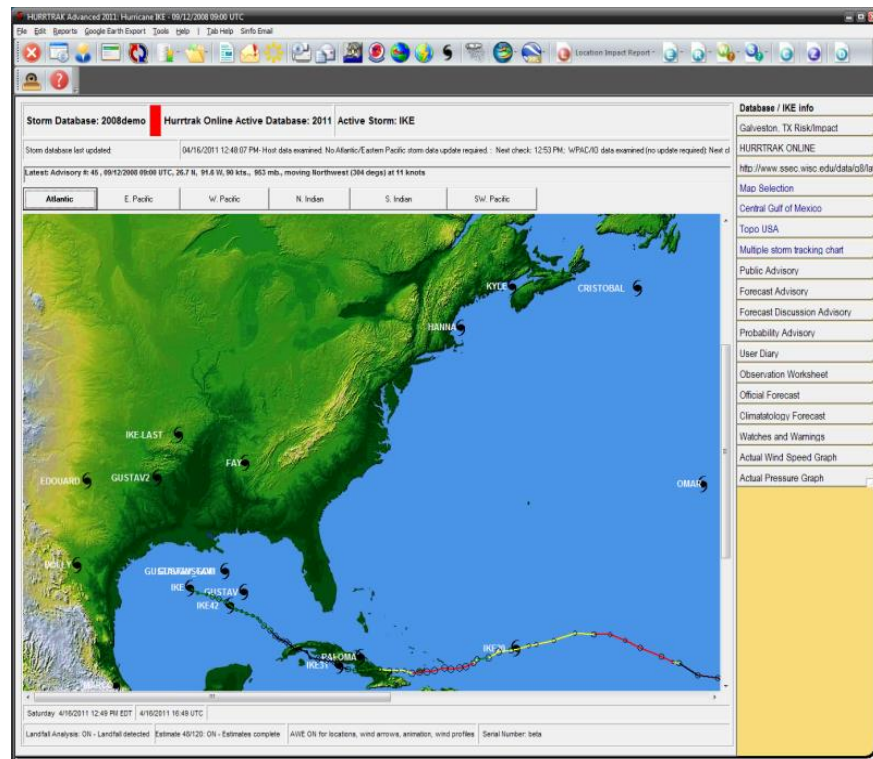 HURRTRAK Advanced 2011: Hurricane IKE - 09/12/2008 09:00 UTC
File Edit Reports Google Earth Export Tools Help | Tab Help Sinfo Email
Location Impact Report
Storm Database: 2008demo Hurrtrak Online Active Database: 2011 Active Storm: IKE
Storm database last updated: 04/16/2011 12:48:07 PM- Host data examined. No Atlantic/Eastern Pacific storm data update required. : Next check: 12:53 PM; WPAC/IO data examined (no update required); Next cl
Latest: Advisory #: 45 , 09/12/2008 09:00 UTC, 26.7 N, 91.6 W, 90 kts., 953 mb., moving Northwest (304 degs) at 11 knots
Atlantic E. Pacific W. Pacific N. Indian S. Indian SW. Pacific
KYLE
CRISTOBAL
HANNA
IKE-LAST
FAY
EDOUARD
GUSTAV2
OMAR
DOLLY
IKE
GUSTAV
IKE42
IKE20
PALOMA
IKE31
Saturday 4/16/2011 12:49 PM EDT 4/16/2011 16:49 UTC
Landfall Analysis: ON - Landfall detected Estimate 48/120: ON - Estimates complete AWE ON for locations, wind arrows, animation, wind profiles Serial Number: beta
Database / IKE info
Galveston, TX Risk/Impact
HURRTRAK ONLINE
http://www.ssec.wisc.edu/data/g8/la
Map Selection
Central Gulf of Mexico
Topo USA
Multiple storm tracking chart
Public Advisory
Forecast Advisory
Forecast Discussion Advisory
Probability Advisory
User Diary
Observation Worksheet
Official Forecast
Climatatology Forecast
Watches and Warnings
Actual Wind Speed Graph
Actual Pressure Graph